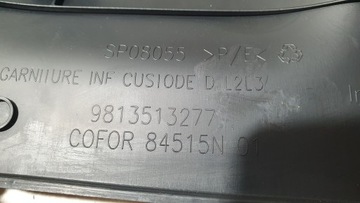 SP08055 >P/E<
GARNITURE INF CUSTODE D L2L3/
9813513277
COFOR 84515N 01